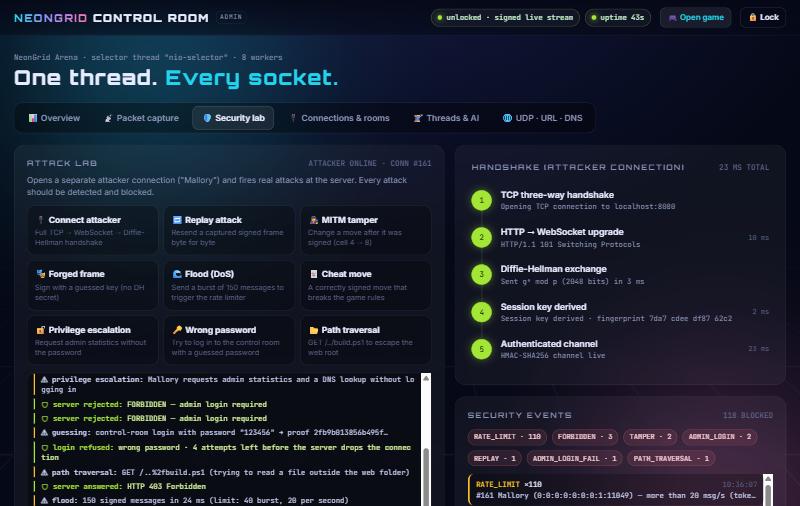 NEONGRID CONTROL ROOM ADMIN
unlocked · signed live stream
uptime 43s
Open game
Lock
NeonGrid Arena · selector thread "nio-selector" · 8 workers
One thread. Every socket.
Overview
Packet capture
Security lab
Connections & rooms
Threads & AI
UDP · URL · DNS
ATTACK LAB
ATTACKER ONLINE · CONN #161
Opens a separate attacker connection ("Mallory") and fires real attacks at the server. Every attack
should be detected and blocked.
Connect attacker
Full TCP → WebSocket → Diffie-
Hellman handshake
Replay attack
Resend a captured signed frame
byte for byte
MITM tamper
Change a move after it was
signed (cell 4 → 8)
Forged frame
Sign with a guessed key (no DH
secret)
Flood (DoS)
Send a burst of 150 messages to
trigger the rate limiter
Cheat move
A correctly signed move that
breaks the game rules
Privilege escalation
Request admin statistics without
the password
Wrong password
Try to log in to the control room
with a guessed password
Path traversal
GET /../build.ps1 to escape the
web root
privilege escalation: Mallory requests admin statistics and a DNS lookup without lo
gging in
server rejected: FORBIDDEN — admin login required
server rejected: FORBIDDEN — admin login required
guessing: control-room login with password "123456" → proof 2fb9b013856b495f…
login refused: wrong password · 4 attempts left before the server drops the connec
tion
path traversal: GET /..%2fbuild.ps1 (trying to read a file outside the web folder)
server answered: HTTP 403 Forbidden
flood: 150 signed messages in 24 ms (limit: 40 burst, 20 per second)
HANDSHAKE (ATTACKER CONNECTION)
23 MS TOTAL
1
TCP three-way handshake
Opening TCP connection to localhost:8080
2
HTTP → WebSocket upgrade
HTTP/1.1 101 Switching Protocols
10 ms
3
Diffie-Hellman exchange
Sent g^x mod p (2048 bits) in 3 ms
4
Session key derived
Session key derived · fingerprint 7da7 cdee df87 62c2
2 ms
5
Authenticated channel
HMAC-SHA256 channel live
23 ms
SECURITY EVENTS
118 BLOCKED
RATE_LIMIT · 110
FORBIDDEN · 3
TAMPER · 2
ADMIN_LOGIN · 2
REPLAY · 1
ADMIN_LOGIN_FAIL · 1
PATH_TRAVERSAL · 1
RATE_LIMIT ×110
10:36:07
#161 Mallory (0:0:0:0:0:0:0:1:11049) — more than 20 msg/s (toke…